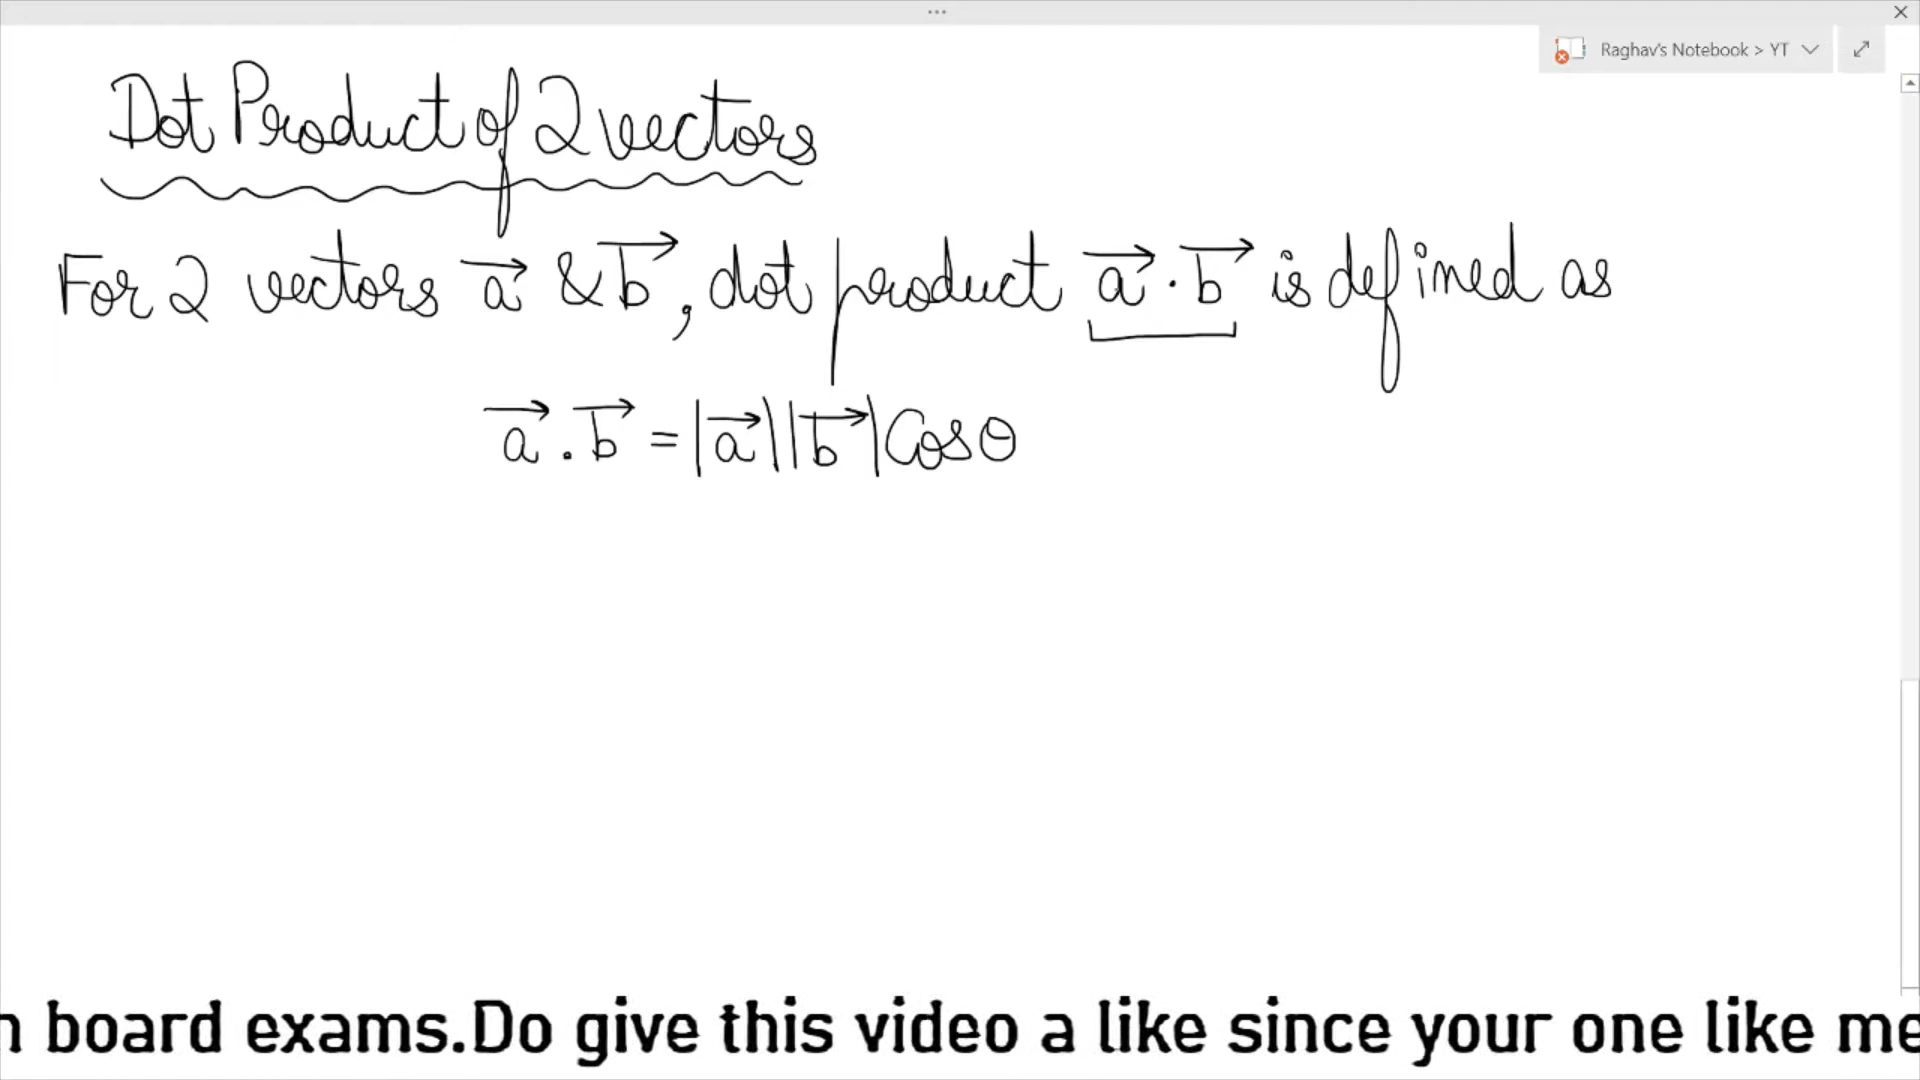 Raghav's Notebook > YT
Dot Product of 2 vectors
For 2 vectors a⃗ & b⃗, dot product a⃗ · b⃗ is defined as
a⃗ . b⃗ = |a⃗||b⃗| Cosθ
board exams.Do give this video a like since your one like me